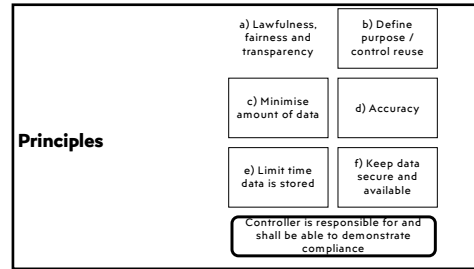 a) Lawfulness,
fairness and
transparency
b) Define
purpose /
control reuse
c) Minimise
amount of data
d) Accuracy
Principles
e) Limit time
data is stored
f) Keep data
secure and
available
Controller is responsible for and
shall be able to demonstrate
compliance